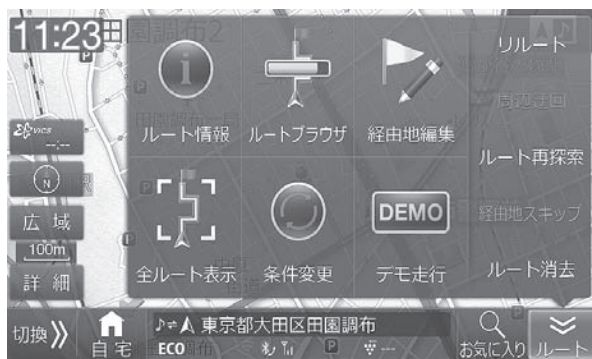 11:23
田園調布2
リルート
ルート情報
ルートブラウザ
経由地編集
周辺迂回
ルート再探索
VICS
--:--
N
広域
100m
詳細
DEMO
経由地スキップ
全ルート表示
条件変更
デモ走行
ルート消去
切換
自宅
東京都大田区田園調布
ECO
P
---
お気に入り
ルート